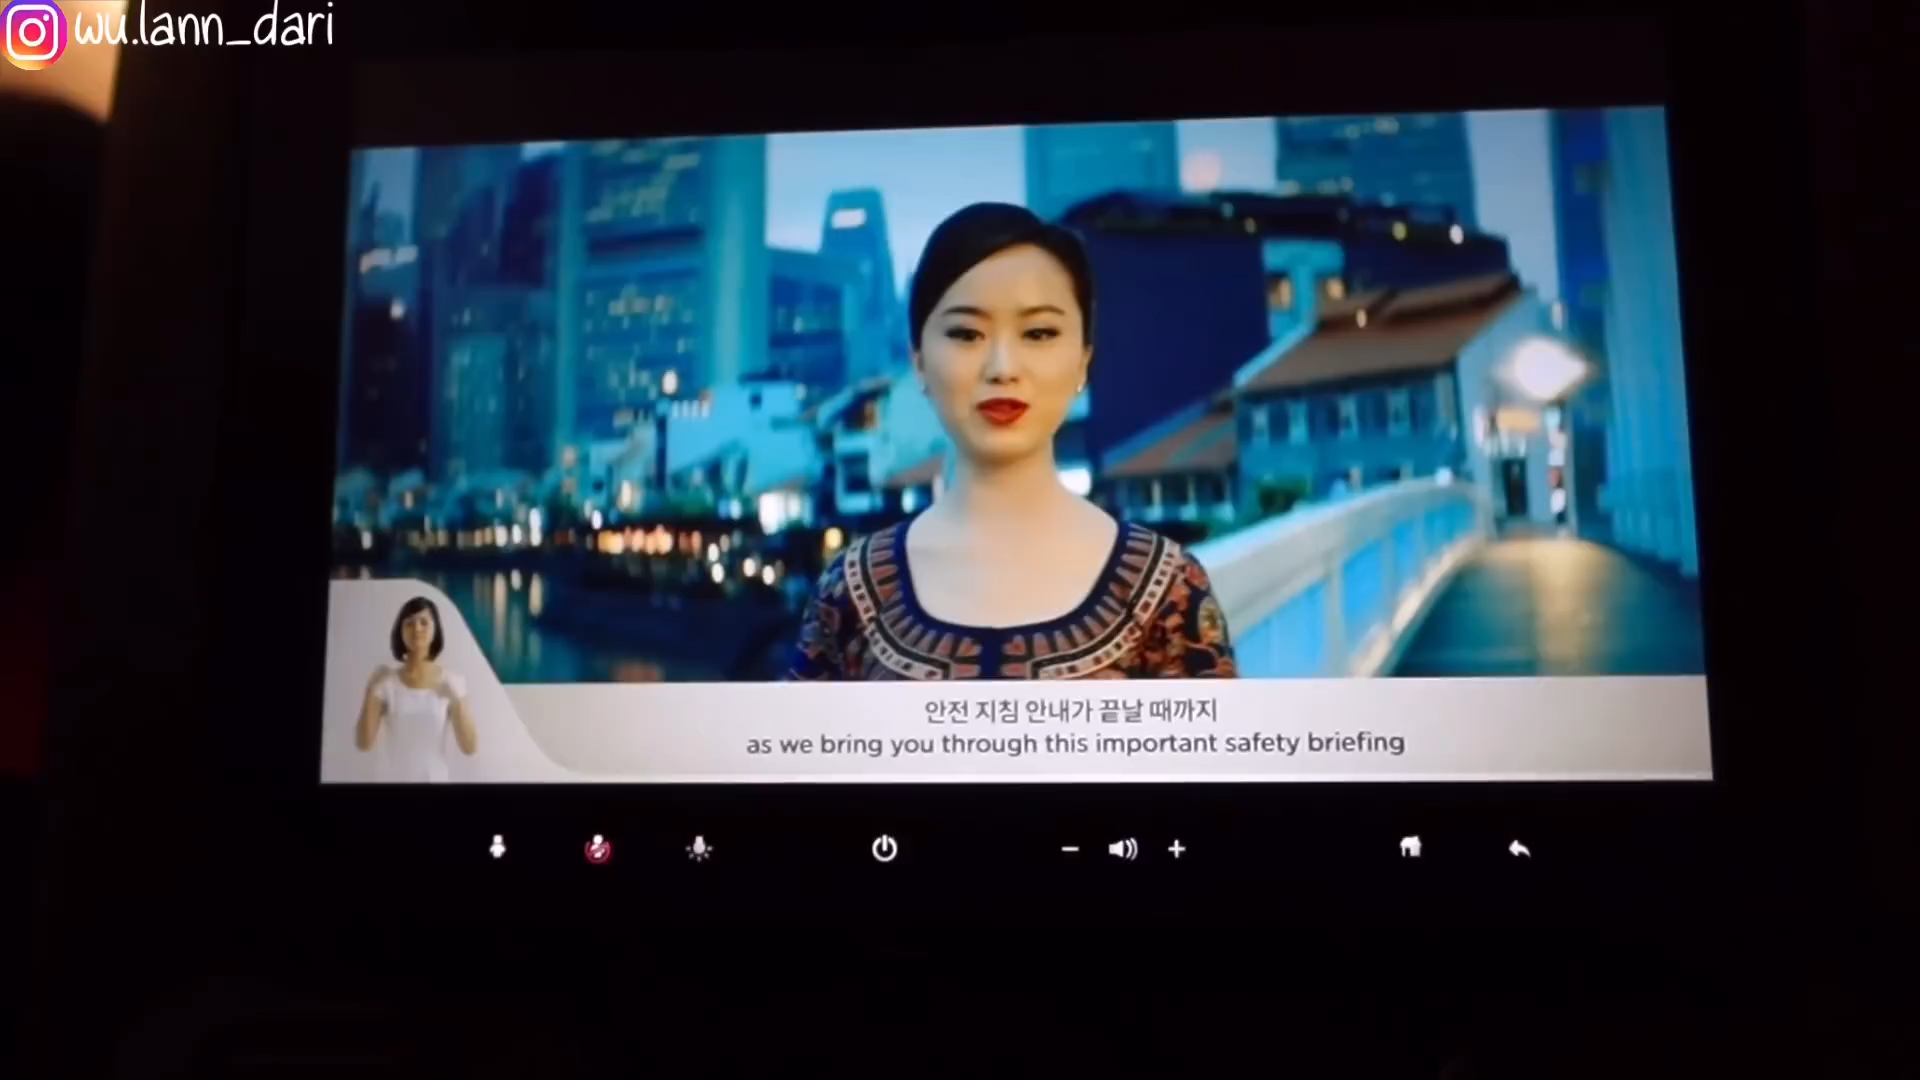 wu.lann_dari
안전 지침 안내가 끝날 때까지
as we bring you through this important safety briefing